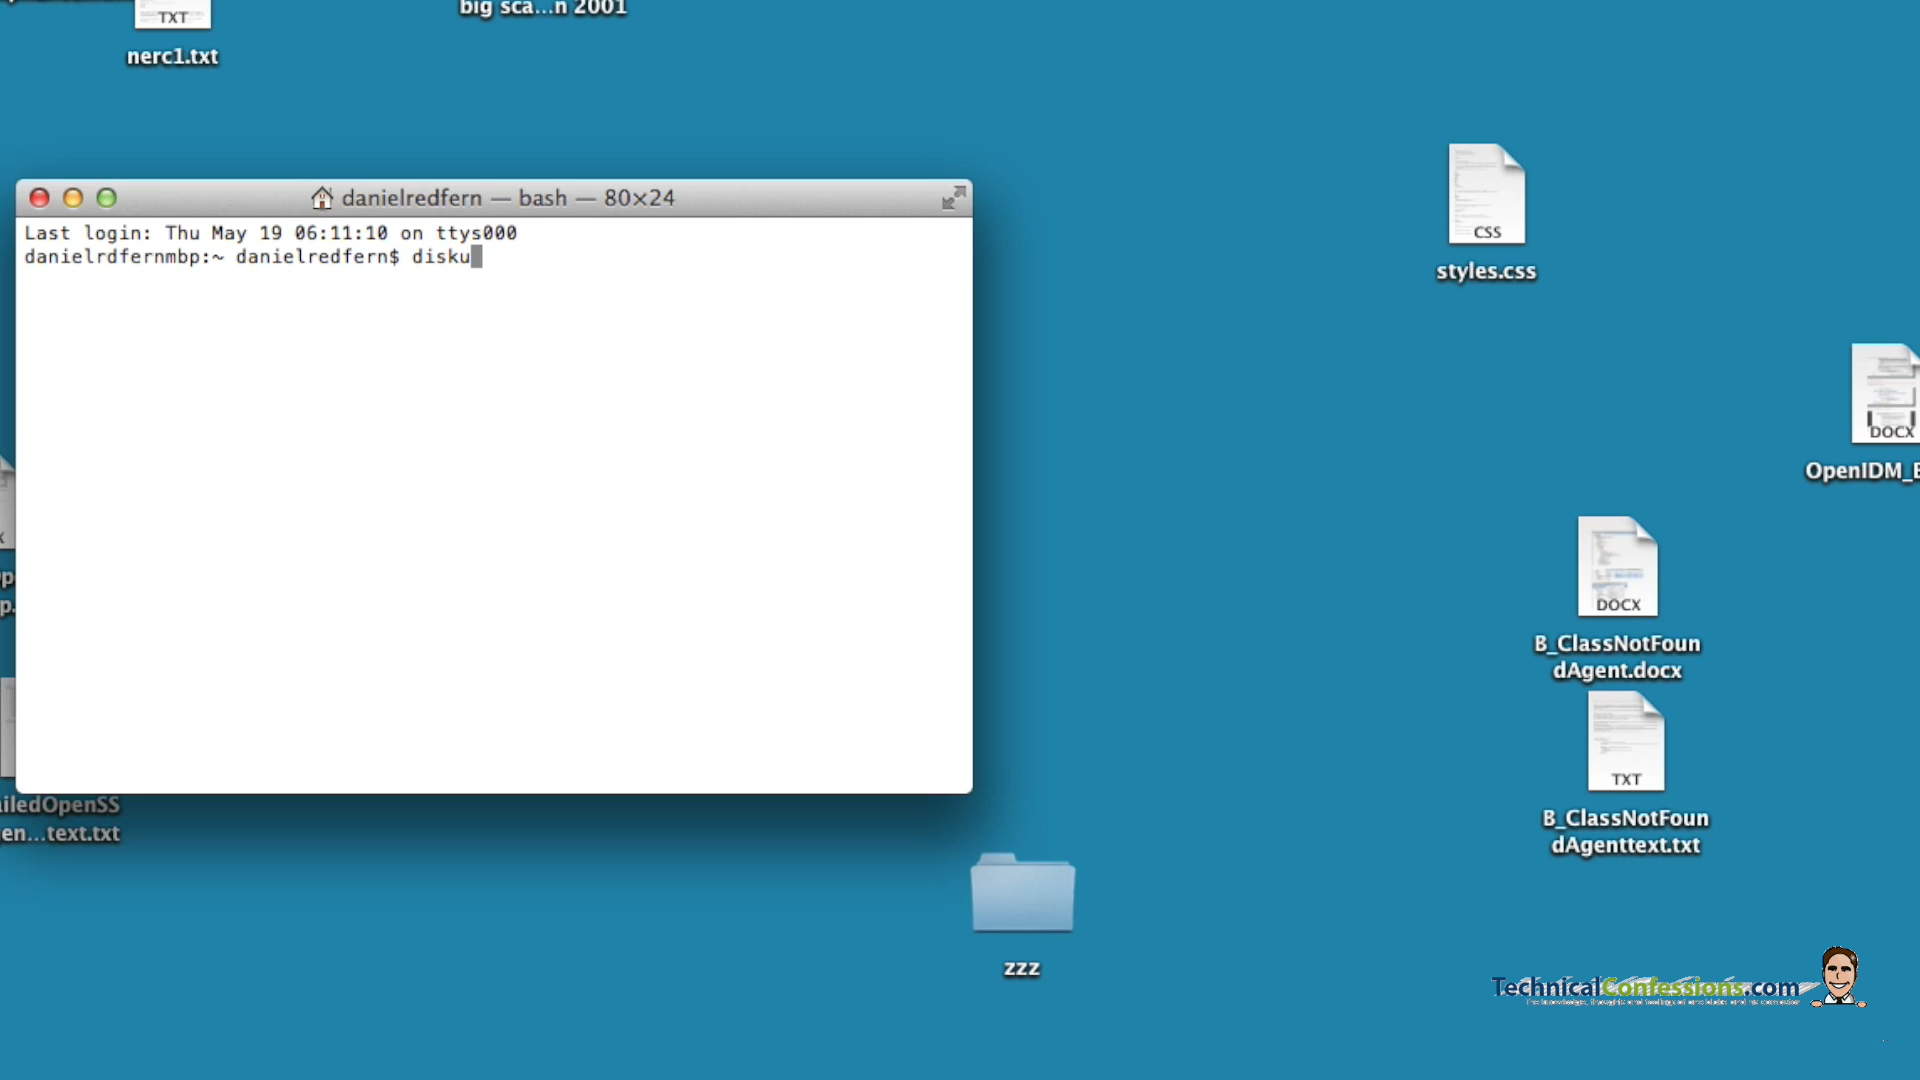 big sca...n 2001
TXT
nerc1.txt
danielredfern — bash — 80×24
Last login: Thu May 19 06:11:10 on ttys000
danielrdfernmbp:~ danielredfern$ disku
CSS
styles.css
DOCX
OpenIDM_E
DOCX
B_ClassNotFoun
dAgent.docx
TXT
B_ClassNotFoun
dAgenttext.txt
iledOpenSS
en...text.txt
zzz
TechnicalConfessions.com